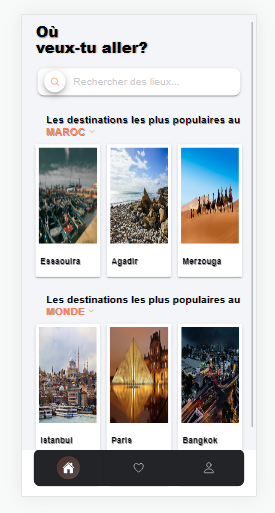 Où
veux-tu aller?
Rechercher des lieux...
Les destinations les plus populaires au
MAROC
Essaouira
Agadir
Merzouga
Les destinations les plus populaires au
MONDE
Istanbul
Paris
Bangkok